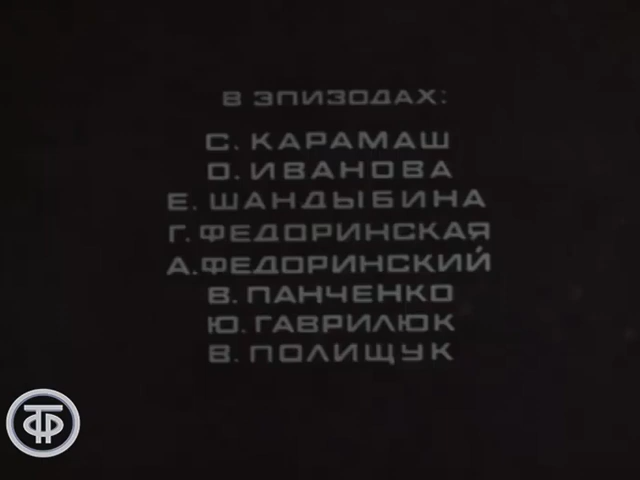 В ЭПИЗОДАХ:
С. КАРАМАШ
О. ИВАНОВА
Е. ШАНДЫБИНА
Г. ФЕДОРИНСКАЯ
А. ФЕДОРИНСКИЙ
В. ПАНЧЕНКО
Ю. ГАВРИЛЮК
В. ПОЛИЩУК